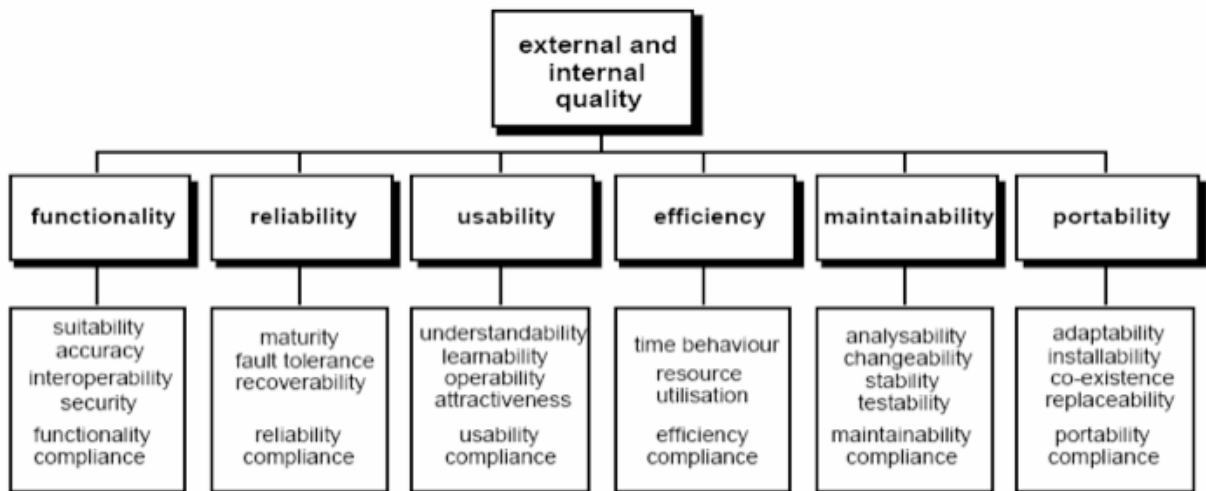 external and
internal
quality
functionality
reliability
usability
efficiency
maintainability
portability
suitability
accuracy
interoperability
security
functionality
compliance
maturity
fault tolerance
recoverability
reliability
compliance
understandability
learnability
operability
attractiveness
usability
compliance
time behaviour
resource
utilisation
efficiency
compliance
analysability
changeability
stability
testability
maintainability
compliance
adaptability
installability
co-existence
replaceability
portability
compliance